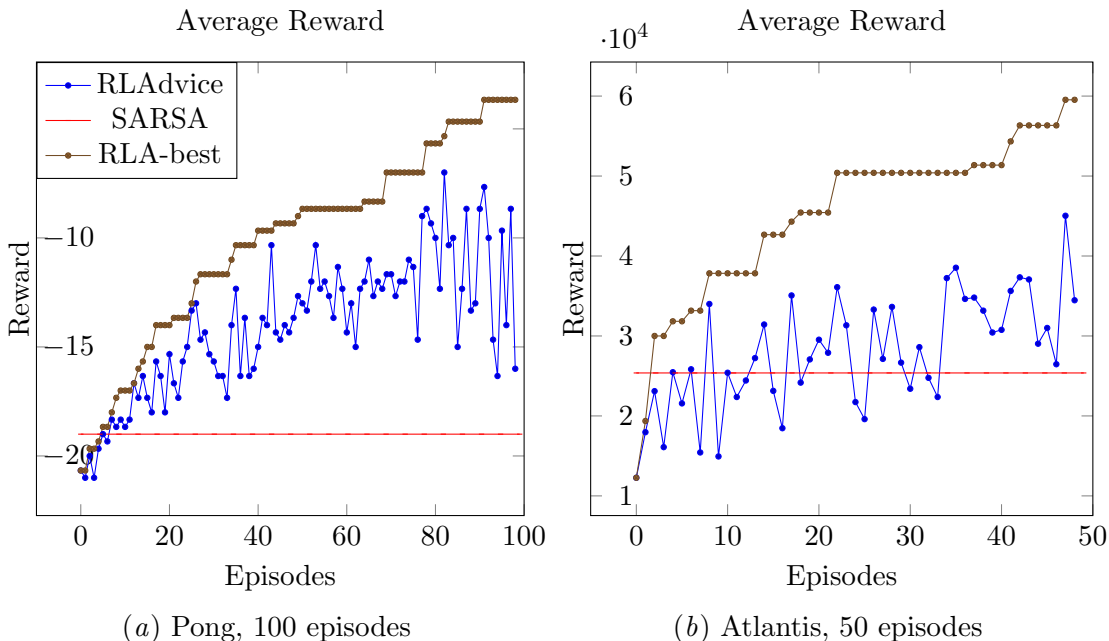 Average Reward
RLAdvice
SARSA
RLA-best
Reward
−10
−15
−20
0 20 40 60 80 100
Episodes
(a) Pong, 100 episodes
Average Reward
·10⁴
Reward
6
5
4
3
2
1
0 10 20 30 40 50
Episodes
(b) Atlantis, 50 episodes